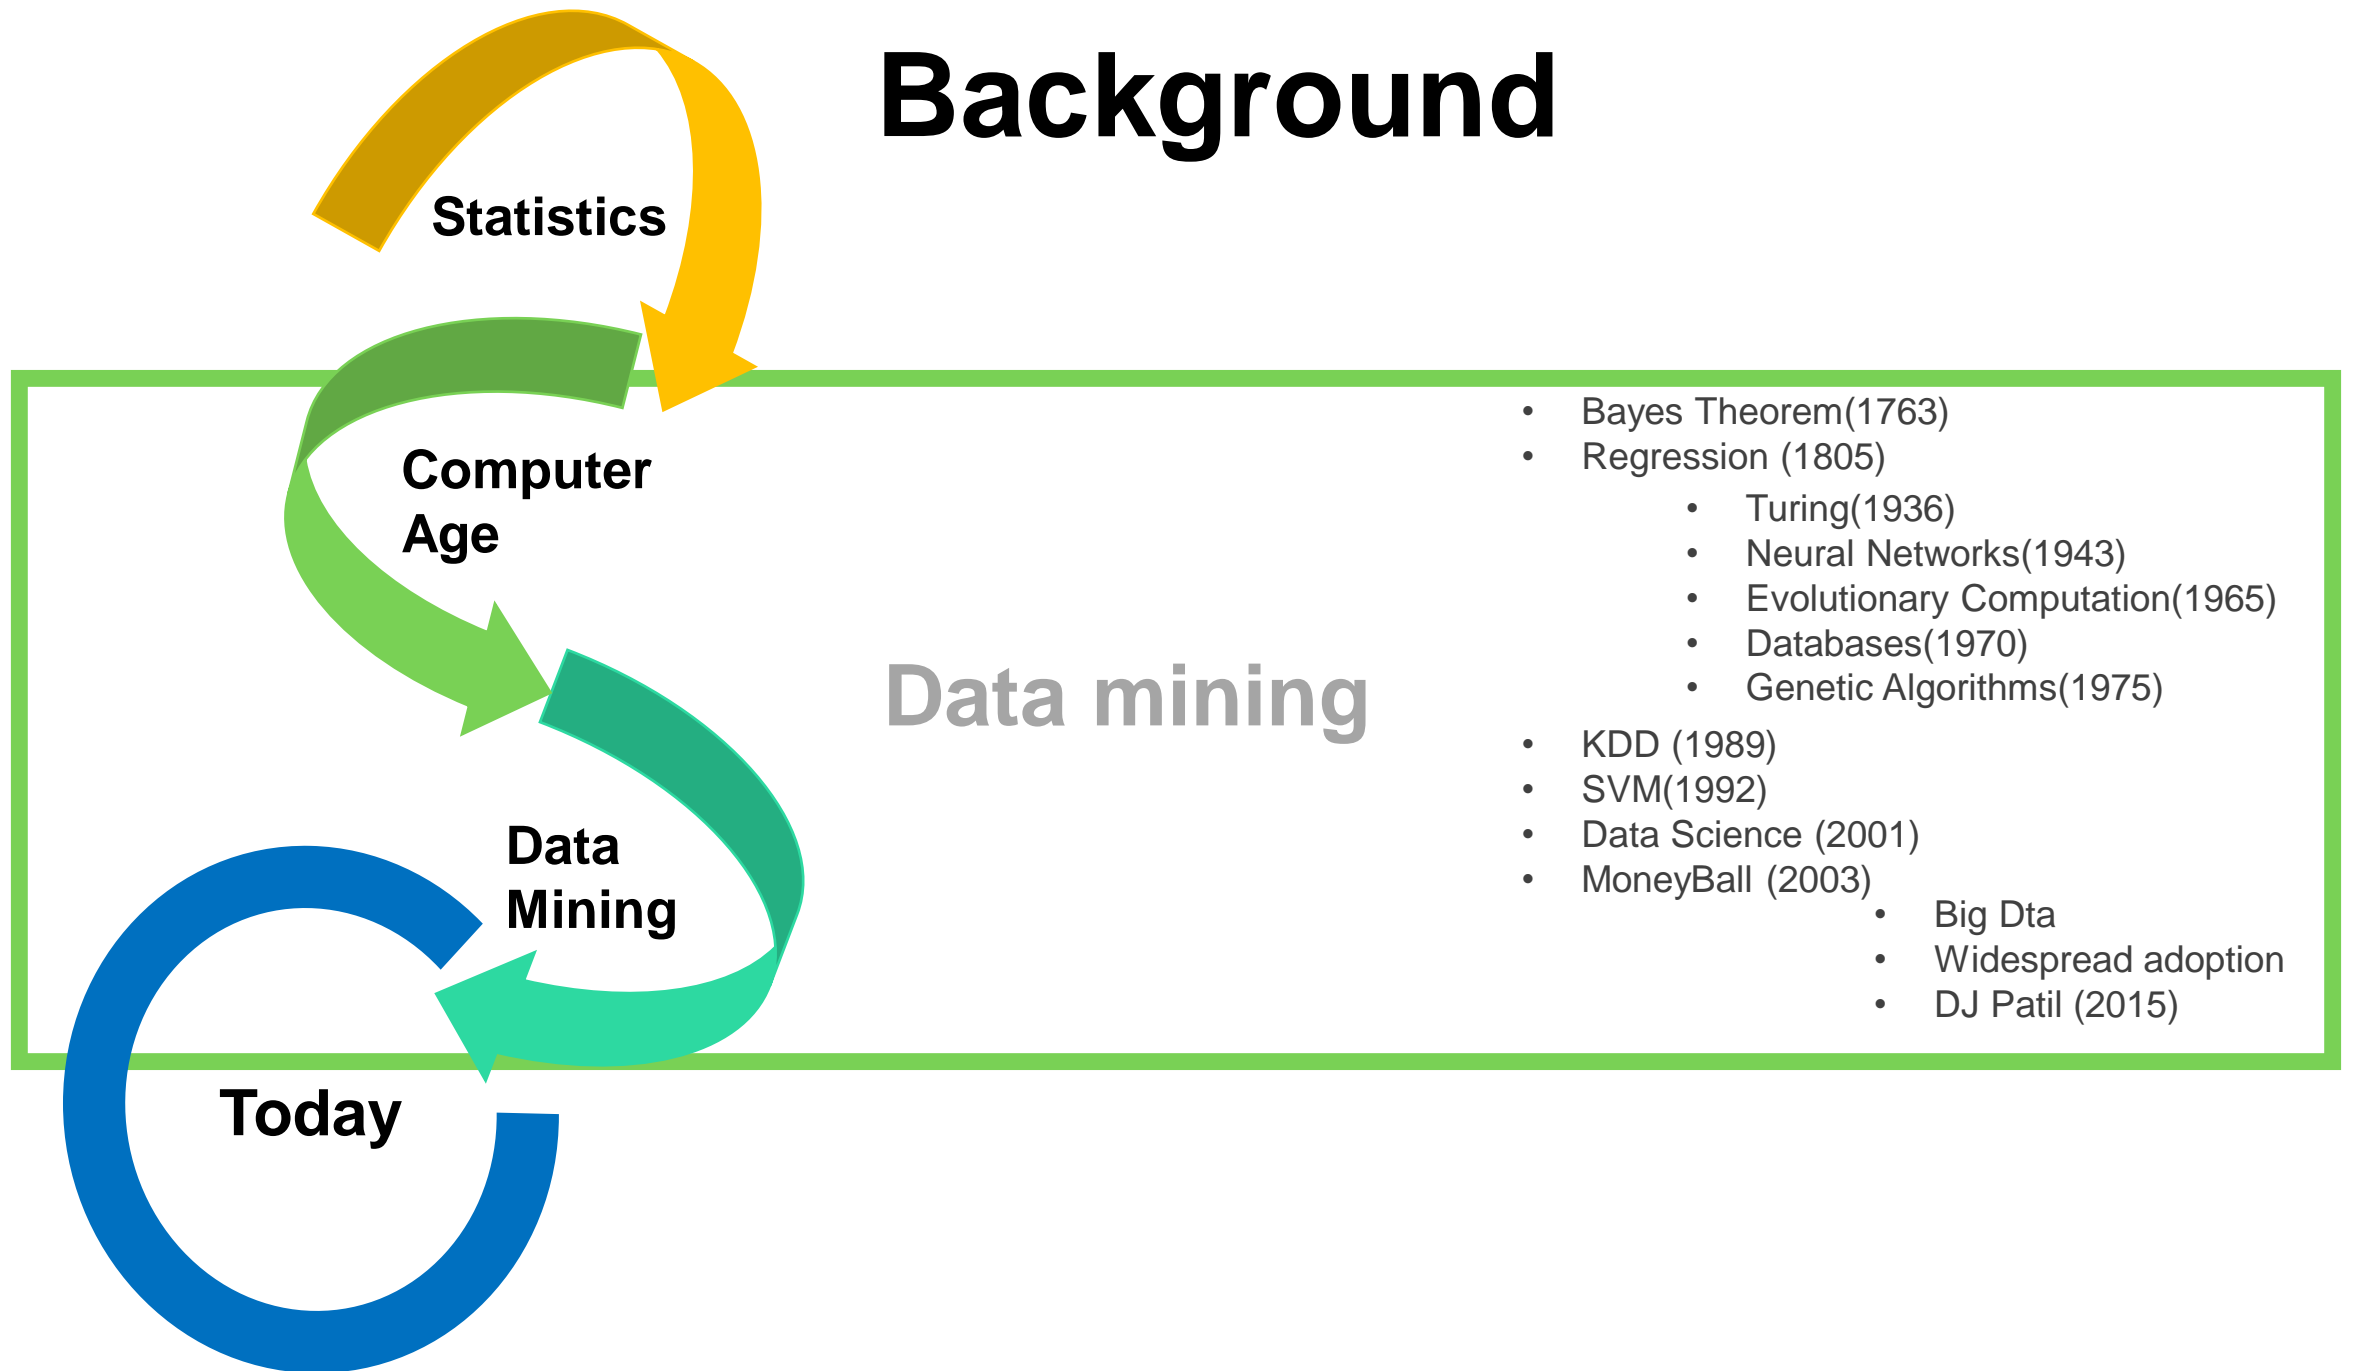 Background
Statistics
Computer
Age
Data
Mining
Today
Data mining
• Bayes Theorem(1763)
• Regression (1805)
• Turing(1936)
• Neural Networks(1943)
• Evolutionary Computation(1965)
• Databases(1970)
• Genetic Algorithms(1975)
• KDD (1989)
• SVM(1992)
• Data Science (2001)
• MoneyBall (2003)
• Big Dta
• Widespread adoption
• DJ Patil (2015)